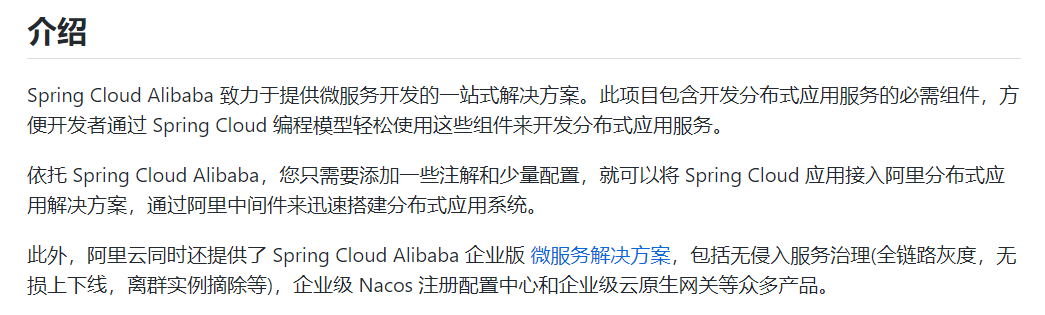 介绍
Spring Cloud Alibaba 致力于提供微服务开发的一站式解决方案。此项目包含开发分布式应用服务的必需组件，方
便开发者通过 Spring Cloud 编程模型轻松使用这些组件来开发分布式应用服务。
依托 Spring Cloud Alibaba，您只需要添加一些注解和少量配置，就可以将 Spring Cloud 应用接入阿里分布式应
用解决方案，通过阿里中间件来迅速搭建分布式应用系统。
此外，阿里云同时还提供了 Spring Cloud Alibaba 企业版 微服务解决方案，包括无侵入服务治理(全链路灰度，无
损上下线，离群实例摘除等)，企业级 Nacos 注册配置中心和企业级云原生网关等众多产品。